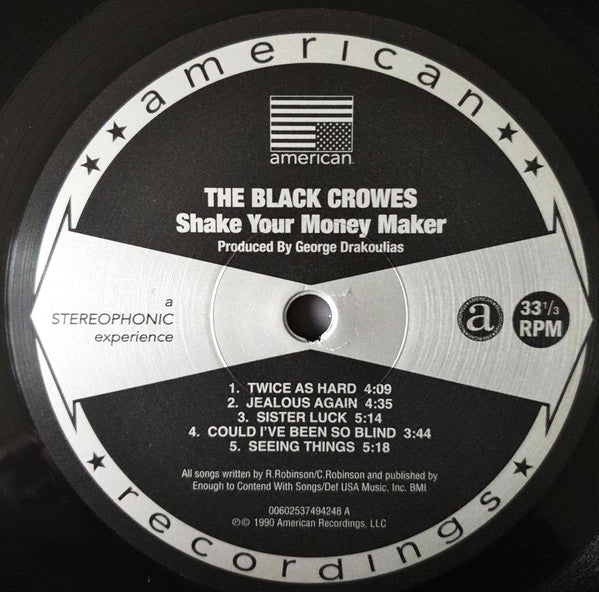 american
american
THE BLACK CROWES
Shake Your Money Maker
Produced By George Drakoulias
a
STEREOPHONIC
experience
a
33 1/3
RPM
1. TWICE AS HARD 4:09
2. JEALOUS AGAIN 4:35
3. SISTER LUCK 5:14
4. COULD I'VE BEEN SO BLIND 3:44
5. SEEING THINGS 5:18
All songs written by R.Robinson/C.Robinson and published by
Enough to Contend With Songs/Def USA Music, Inc. BMI
00602537494248 A
℗© 1990 American Recordings, LLC
recordings